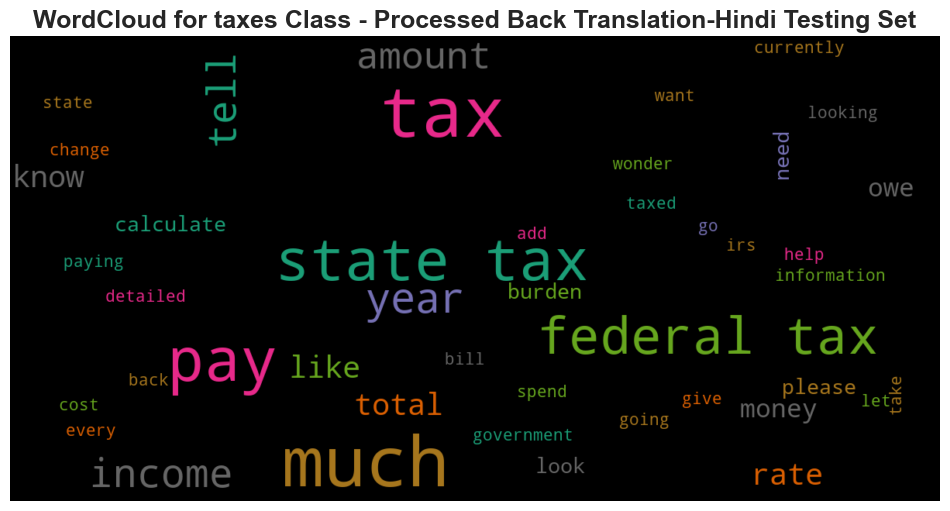 WordCloud for taxes Class - Processed Back Translation-Hindi Testing Set
currently
amount
tell
want
state
tax
looking
change
need
wonder
know
owe
taxed
calculate
go
add
irs
state tax
help
paying
information
detailed
year
burden
federal tax
bill
pay
like
back
please
spend
take
cost
total
give
let
money
going
every
government
much
income
look
rate